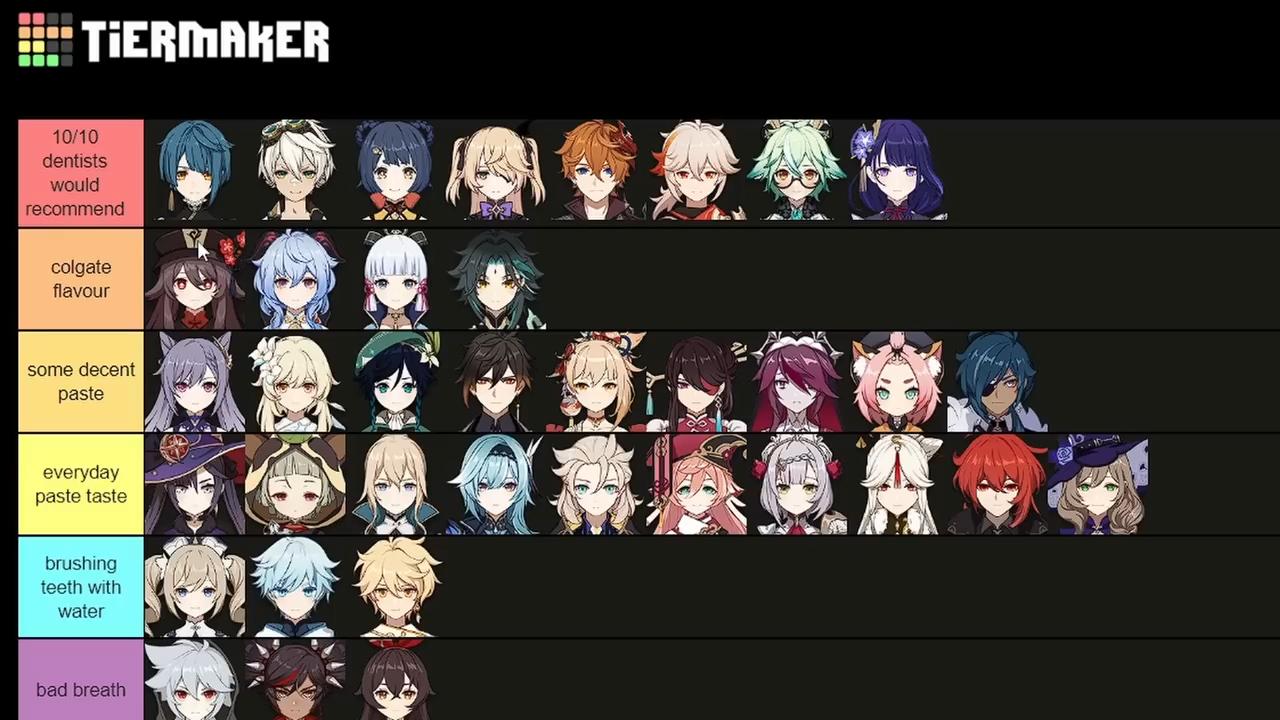 TiERMAKER
10/10
dentists
would
recommend
colgate
flavour
some decent
paste
everyday
paste taste
brushing
teeth with
water
bad breath